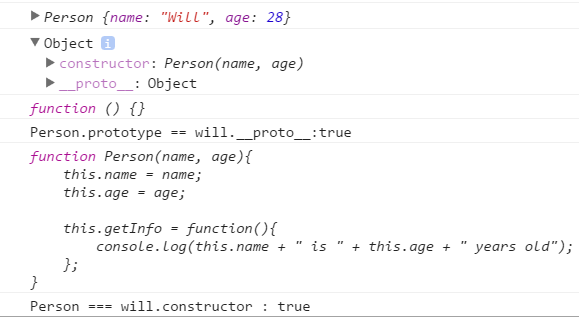 ▶ Person {name: "Will", age: 28}
▼ Object i
▶ constructor: Person(name, age)
▶ __proto__: Object
function () {}
Person.prototype == will.__proto__:true
function Person(name, age){
    this.name = name;
    this.age = age;

    this.getInfo = function(){
        console.log(this.name + " is " + this.age + " years old");
    };
}
Person === will.constructor : true